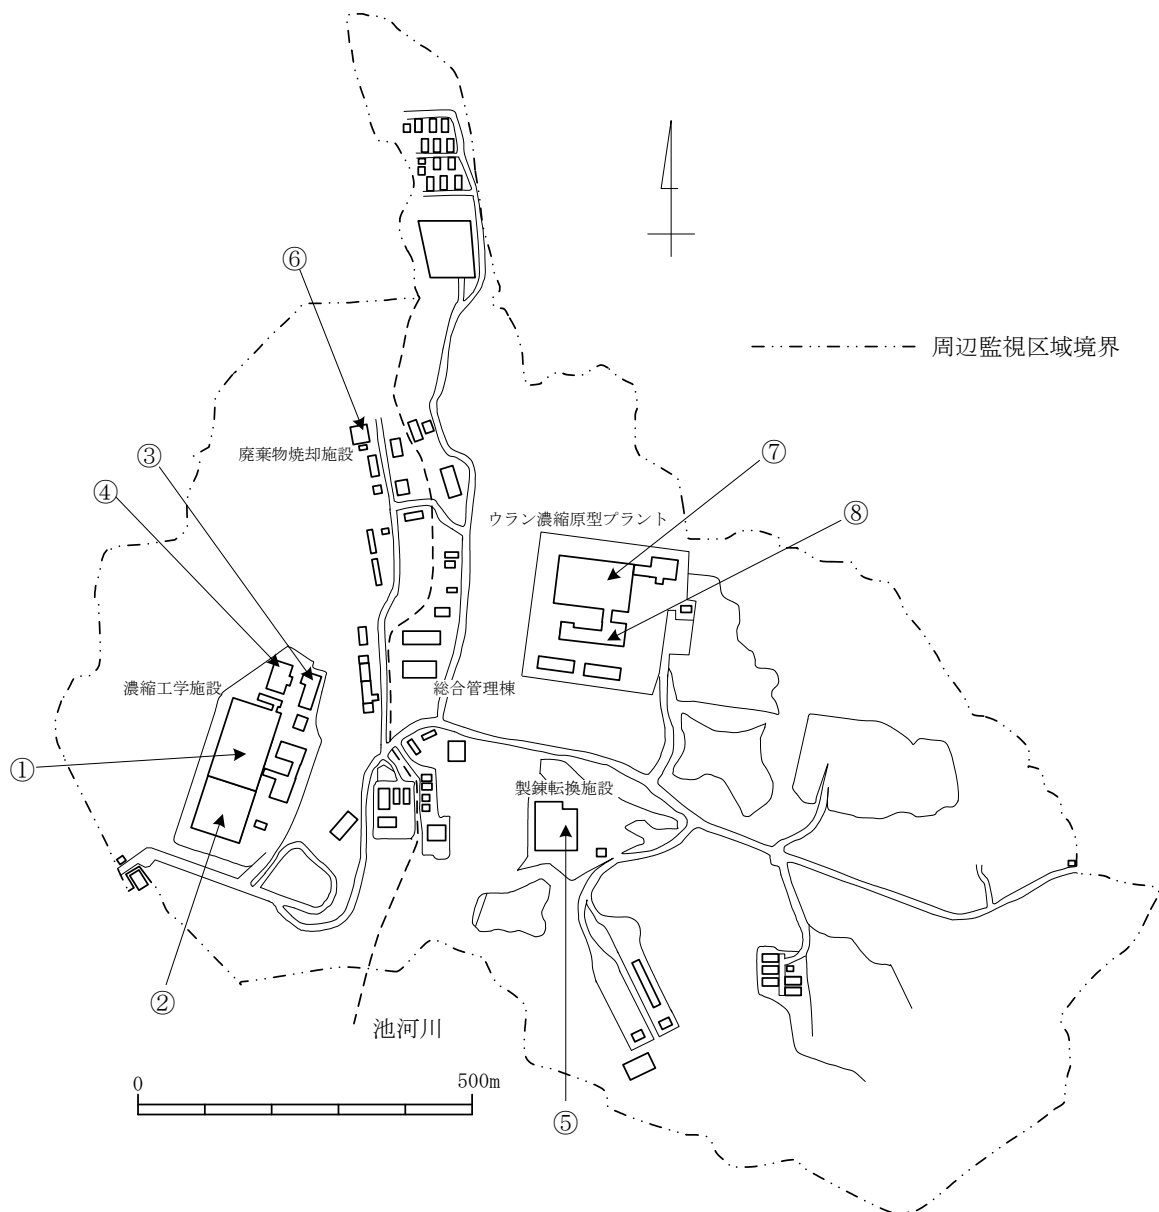 ⑥
周辺監視区域境界
③
廃棄物焼却施設
⑦
④
ウラン濃縮原型プラント
⑧
濃縮工学施設
総合管理棟
①
製錬転換施設
②
池河川
0
500m
⑤